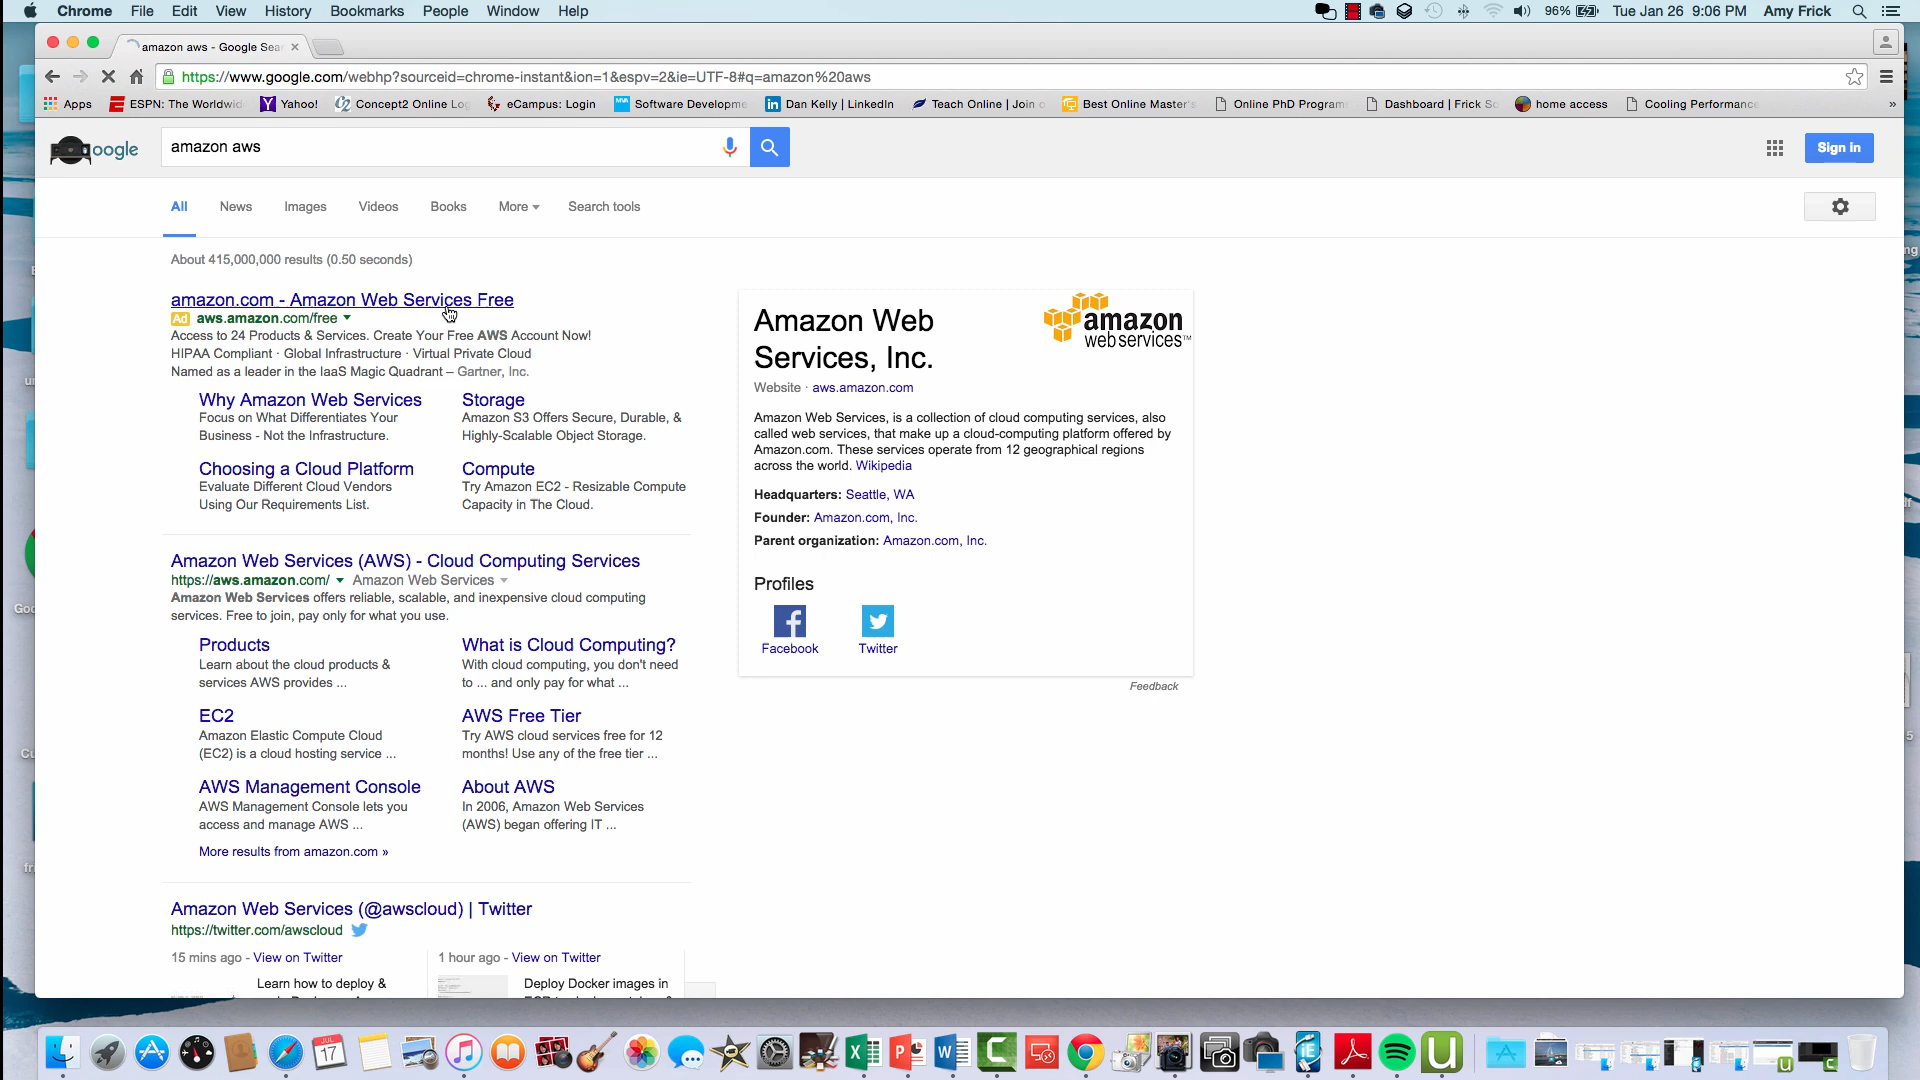 Chrome File Edit View History Bookmarks People Window Help 96% Tue Jan 26 9:06 PM Amy Frick
amazon aws - Google Sea
https://www.google.com/webhp?sourceid=chrome-instant&ion=1&espv=2&ie=UTF-8#q=amazon%20aws
Apps ESPN: The Worldwid Yahoo! Concept2 Online Log eCampus: Login Software Developme Dan Kelly | LinkedIn Teach Online | Join Best Online Master's Online PhD Program Dashboard | Frick So home access Cooling Performance »
oogle amazon aws Sign in
All News Images Videos Books More Search tools
About 415,000,000 results (0.50 seconds)
amazon.com - Amazon Web Services Free
Ad aws.amazon.com/free
Access to 24 Products & Services. Create Your Free AWS Account Now!
HIPAA Compliant · Global Infrastructure · Virtual Private Cloud
Named as a leader in the IaaS Magic Quadrant – Gartner, Inc.
Why Amazon Web Services
Focus on What Differentiates Your
Business - Not the Infrastructure.
Storage
Amazon S3 Offers Secure, Durable, &
Highly-Scalable Object Storage.
Choosing a Cloud Platform
Evaluate Different Cloud Vendors
Using Our Requirements List.
Compute
Try Amazon EC2 - Resizable Compute
Capacity in The Cloud.
Amazon Web Services (AWS) - Cloud Computing Services
https://aws.amazon.com/ Amazon Web Services
Amazon Web Services offers reliable, scalable, and inexpensive cloud computing
services. Free to join, pay only for what you use.
Products
Learn about the cloud products &
services AWS provides ...
What is Cloud Computing?
With cloud computing, you don't need
to ... and only pay for what ...
EC2
Amazon Elastic Compute Cloud
(EC2) is a cloud hosting service ...
AWS Free Tier
Try AWS cloud services free for 12
months! Use any of the free tier ...
AWS Management Console
AWS Management Console lets you
access and manage AWS ...
About AWS
In 2006, Amazon Web Services
(AWS) began offering IT ...
More results from amazon.com »
Amazon Web Services (@awscloud) | Twitter
https://twitter.com/awscloud
15 mins ago - View on Twitter
Learn how to deploy &
1 hour ago - View on Twitter
Deploy Docker images in
Amazon Web
Services, Inc.
amazon
web services™
Website · aws.amazon.com
Amazon Web Services, is a collection of cloud computing services, also
called web services, that make up a cloud-computing platform offered by
Amazon.com. These services operate from 12 geographical regions
across the world. Wikipedia
Headquarters: Seattle, WA
Founder: Amazon.com, Inc.
Parent organization: Amazon.com, Inc.
Profiles
Facebook Twitter
Feedback
JUL
17